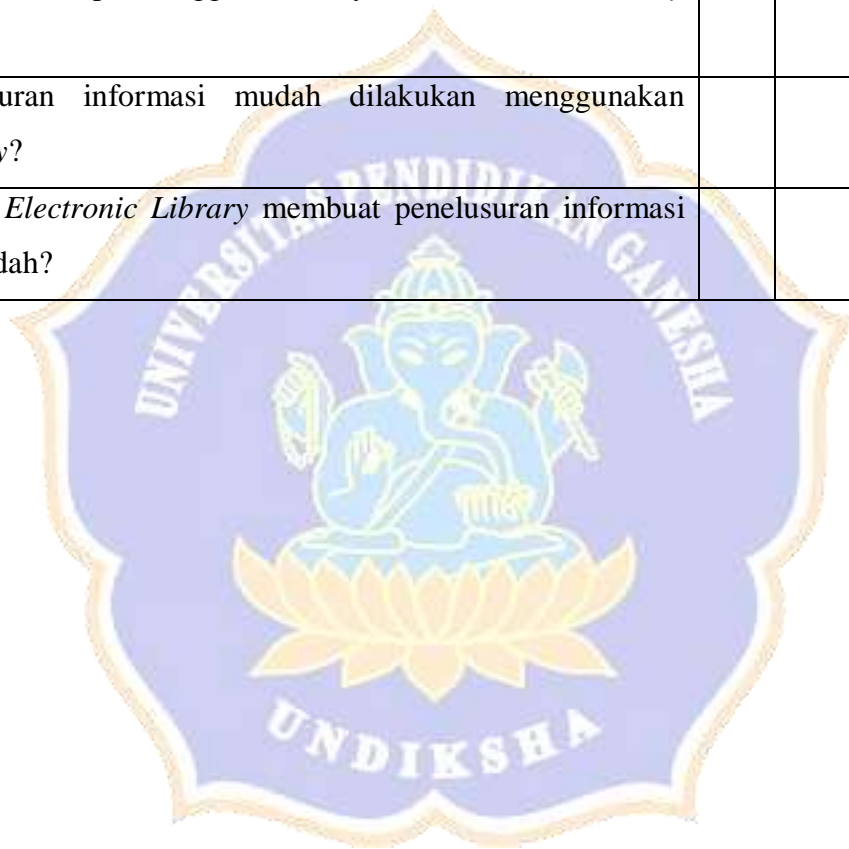 uran informasi mudah dilakukan menggunakan
y?
Electronic Library membuat penelusuran informasi
dah?
UNIVERSITAS PENDIDIKAN GANESHA
UNDIKSHA